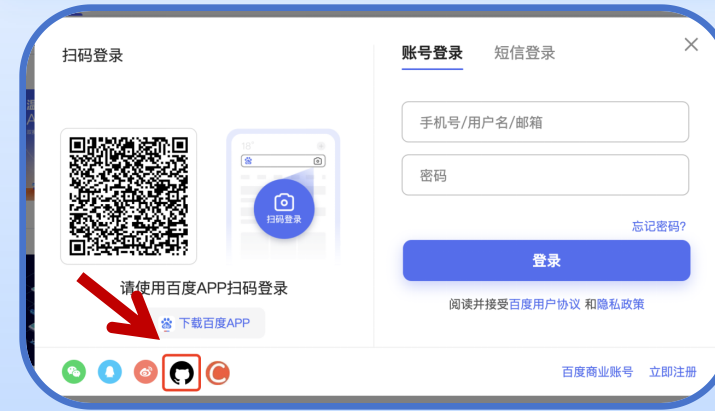 扫码登录
账号登录 短信登录
手机号/用户名/邮箱
密码
忘记密码?
登录
阅读并接受百度用户协议 和隐私政策
扫码登录
请使用百度APP扫码登录
下载百度APP
百度商业账号 立即注册